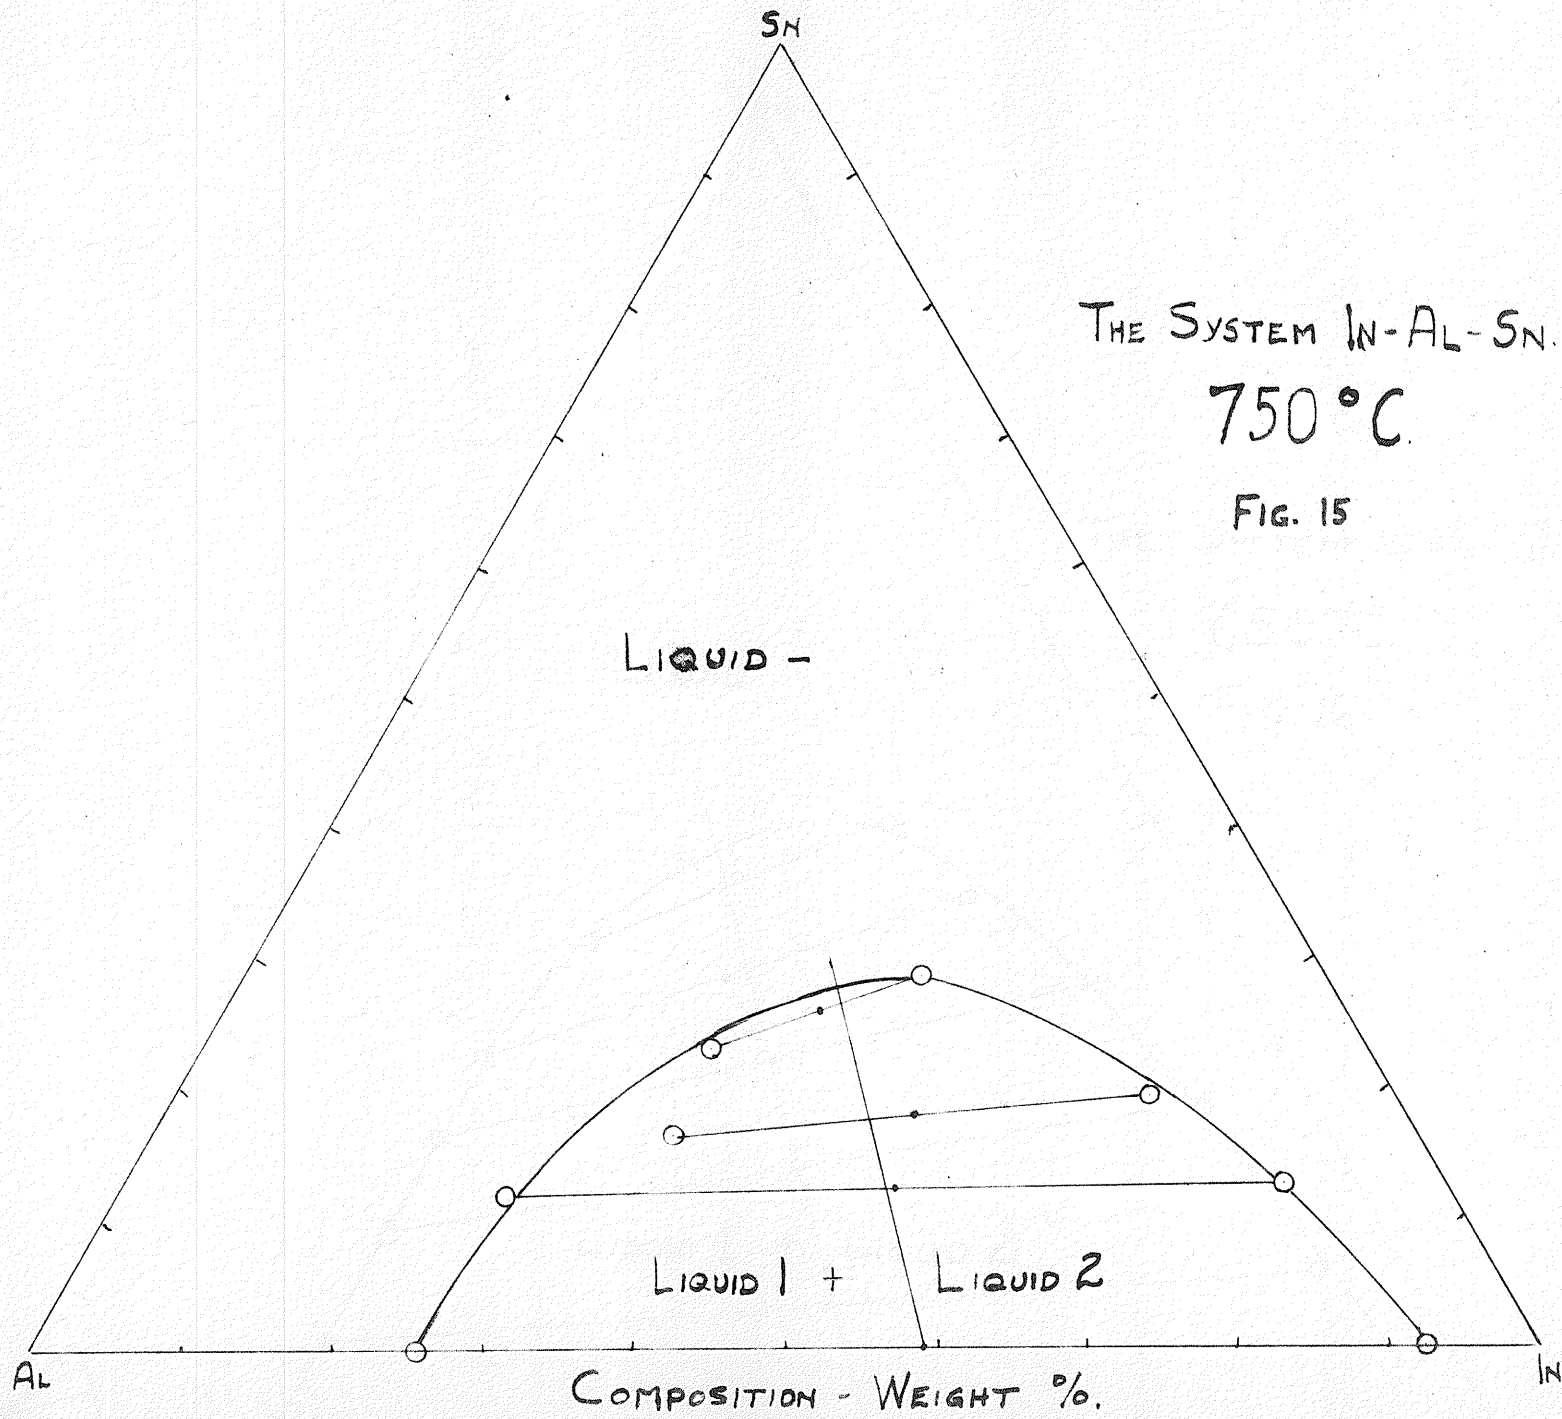 SN
THE SYSTEM IN-AL-SN.
750°C.
FIG. 15
LIQUID -
LIQUID 1 + LIQUID 2
AL
IN
COMPOSITION - WEIGHT %.